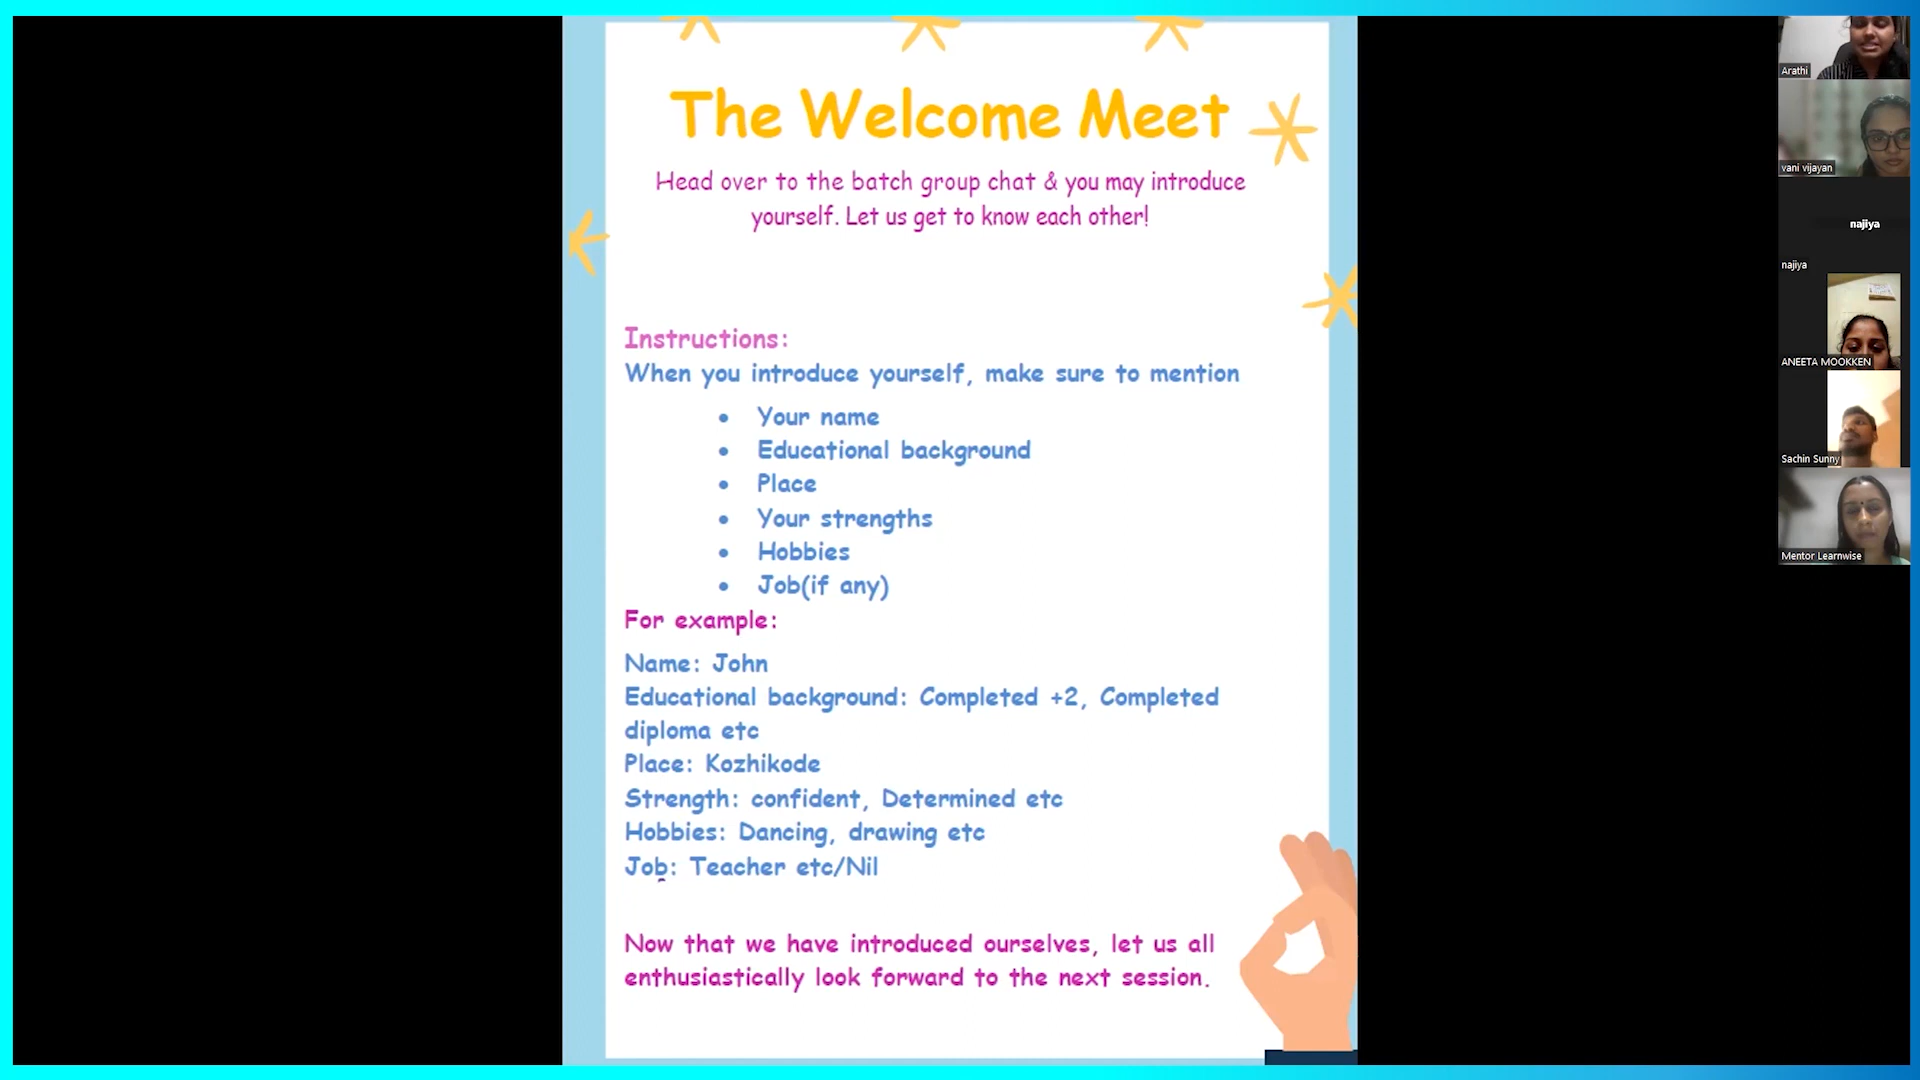 The Welcome Meet
Head over to the batch group chat & you may introduce
yourself. Let us get to know each other!
Instructions:
When you introduce yourself, make sure to mention
• Your name
• Educational background
• Place
• Your strengths
• Hobbies
• Job(if any)
For example:
Name: John
Educational background: Completed +2, Completed
diploma etc
Place: Kozhikode
Strength: confident, Determined etc
Hobbies: Dancing, drawing etc
Job: Teacher etc/Nil
Now that we have introduced ourselves, let us all
enthusiastically look forward to the next session.
Arathi
vani vijayan
najiya
najiya
ANEETA MOOKKEN
Sachin Sunny
Mentor Learnwise